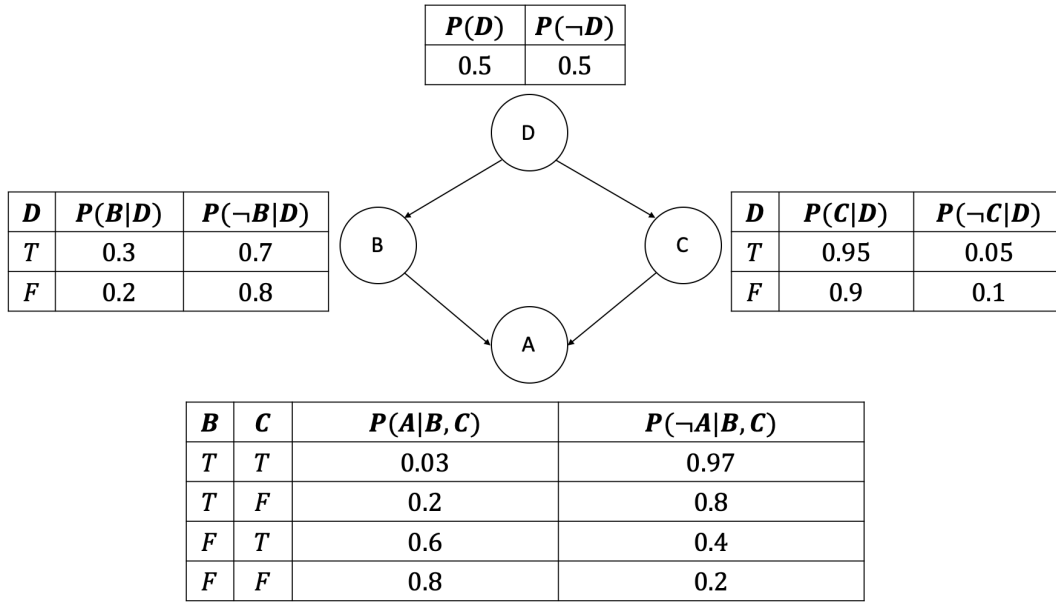 P(D) P(¬D)
0.5 0.5
D
D P(B|D) P(¬B|D)
T 0.3 0.7
F 0.2 0.8
B
C
D P(C|D) P(¬C|D)
T 0.95 0.05
F 0.9 0.1
A
B C P(A|B, C) P(¬A|B, C)
T T 0.03 0.97
T F 0.2 0.8
F T 0.6 0.4
F F 0.8 0.2